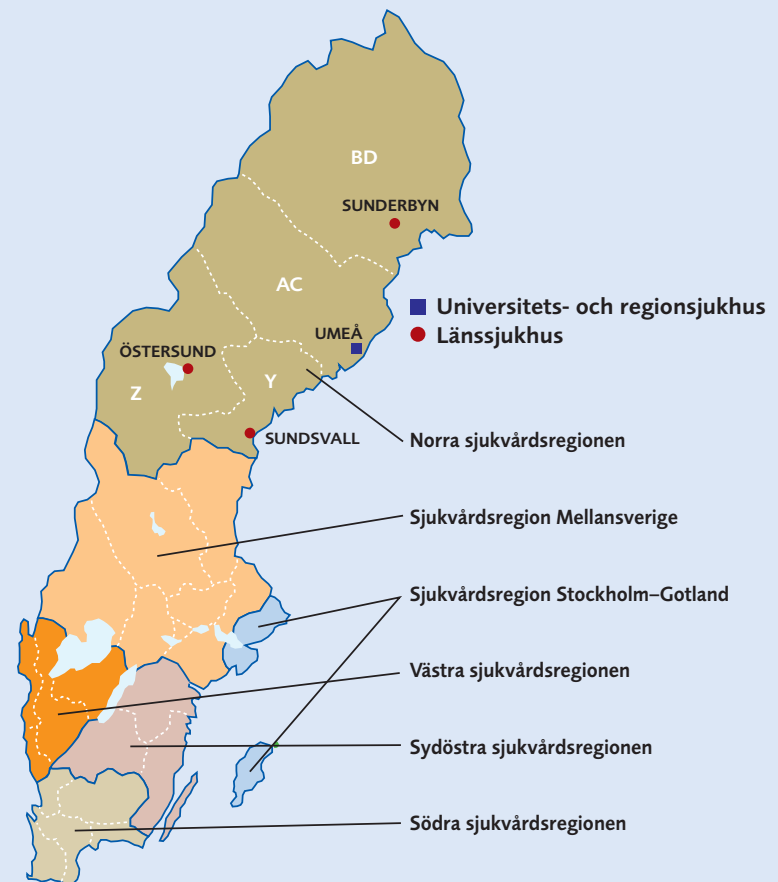 BD
SUNDERBYN
AC
Universitets- och regionsjukhus
Länssjukhus
UMEÅ
ÖSTERSUND
Z
Y
SUNDSVALL
Norra sjukvårdsregionen
Sjukvårdsregion Mellansverige
Sjukvårdsregion Stockholm–Gotland
Västra sjukvårdsregionen
Sydöstra sjukvårdsregionen
Södra sjukvårdsregionen